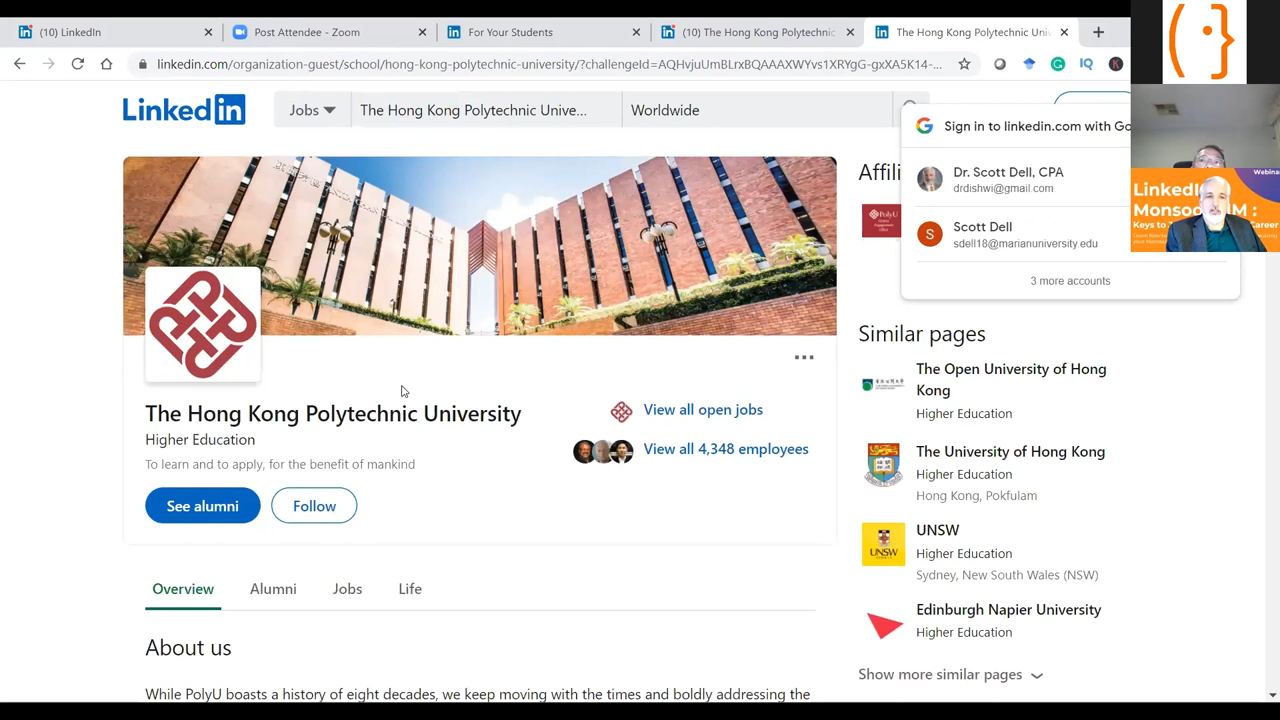 (10) LinkedIn
Post Attendee - Zoom
For Your Students
(10) The Hong Kong Polytechnic
The Hong Kong Polytechnic Uni
linkedin.com/organization-guest/school/hong-kong-polytechnic-university/?challengeId=AQHvjuUmBLrxBQAAAXWYvs1XRYgG-gxXA5K14-...
IQ
K
Linkedin
Jobs
The Hong Kong Polytechnic Unive...
Worldwide
Sign in to linkedin.com with Go
Dr. Scott Dell, CPA
drdishwi@gmail.com
S
Scott Dell
sdell18@marianuniversity.edu
3 more accounts
Webina
LinkedI
Monsoo M :
Keys to Career
Affili
PolyU
The Hong Kong Polytechnic University
Higher Education
To learn and to apply, for the benefit of mankind
View all open jobs
View all 4,348 employees
See alumni
Follow
Overview
Alumni
Jobs
Life
About us
While PolyU boasts a history of eight decades, we keep moving with the times and boldly addressing the
Similar pages
The Open University of Hong
Kong
Higher Education
The University of Hong Kong
Higher Education
Hong Kong, Pokfulam
UNSW
UNSW
Higher Education
Sydney, New South Wales (NSW)
Edinburgh Napier University
Higher Education
Show more similar pages